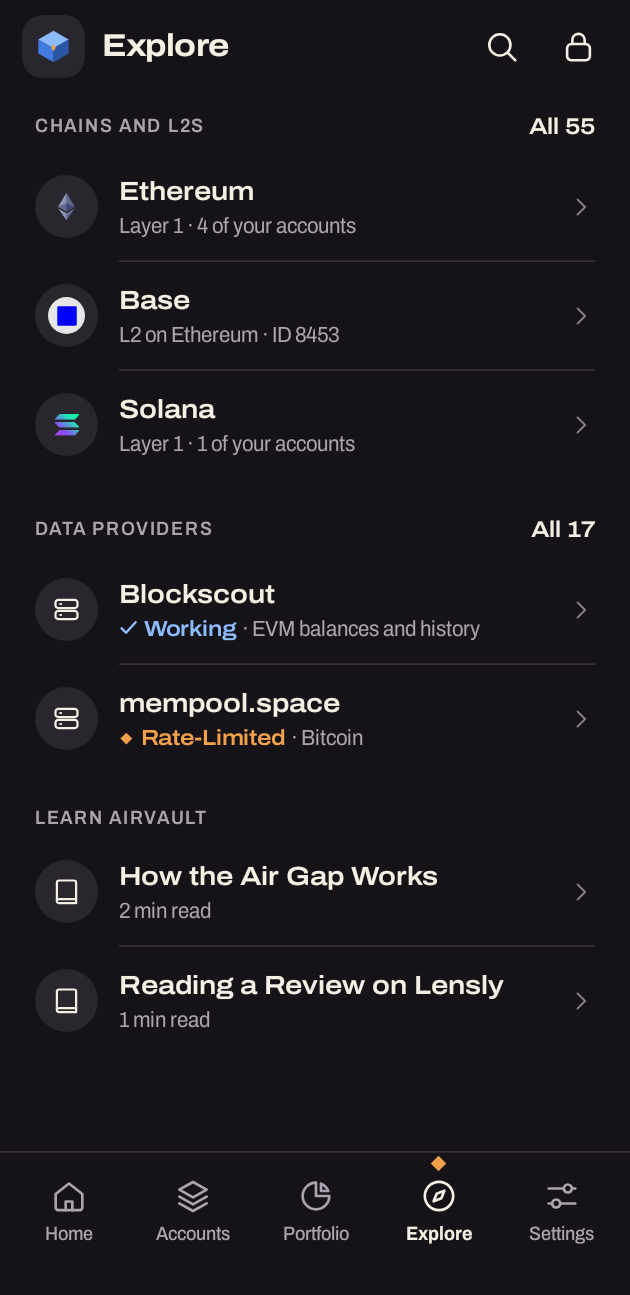 Explore
CHAINS AND L2S
All 55
Ethereum
Layer 1 · 4 of your accounts
Base
L2 on Ethereum · ID 8453
Solana
Layer 1 · 1 of your accounts
DATA PROVIDERS
All 17
Blockscout
Working · EVM balances and history
mempool.space
Rate-Limited · Bitcoin
LEARN AIRVAULT
How the Air Gap Works
2 min read
Reading a Review on Lensly
1 min read
Home
Accounts
Portfolio
Explore
Settings